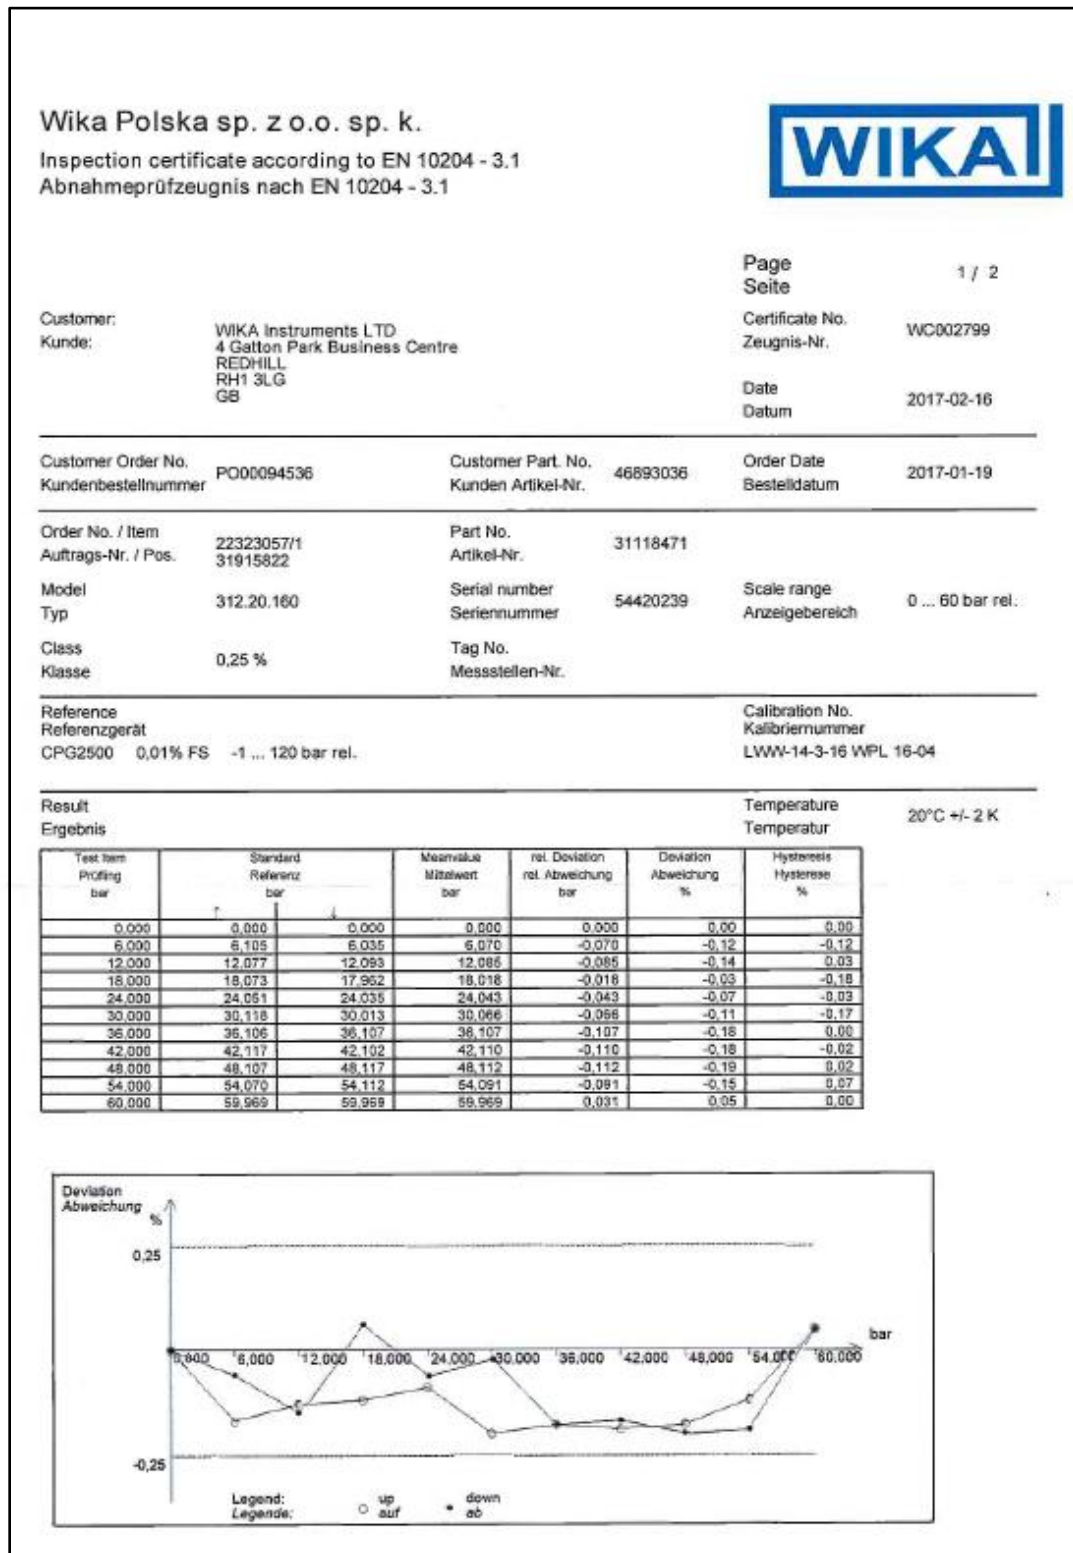 Wika Polska sp. z o.o. sp. k.
Inspection certificate according to EN 10204 - 3.1
Abnahmeprüfzeugnis nach EN 10204 - 3.1
WIKA
Page 1 / 2
Seite
Customer:
Kunde:
WIKA Instruments LTD
4 Gatton Park Business Centre
REDHILL
RH1 3LG
GB
Certificate No. WC002799
Zeugnis-Nr.
Date 2017-02-16
Datum
Customer Order No. PO00094536 Customer Part. No. 46893036 Order Date 2017-01-19
Kundenbestellnummer Kunden Artikel-Nr. Bestelldatum
Order No. / Item 22323057/1 Part No. 31118471
Auftrags-Nr. / Pos. 31915822 Artikel-Nr.
Model 312.20.160 Serial number 54420239 Scale range 0 ... 60 bar rel.
Typ Seriennummer Anzeigebereich
Class 0,25 % Tag No.
Klasse Messstellen-Nr.
Reference Calibration No.
Referenzgerät Kalibriernummer
CPG2500 0,01% FS -1 ... 120 bar rel. LWW-14-3-16 WPL 16-04
Result Temperature 20°C +/- 2 K
Ergebnis Temperatur
Test Item Standard Meanvalue rel. Deviation Deviation Hysteresis
Prüfling Referenz Mittelwert rel. Abweichung Abweichung Hysterese
bar bar bar bar % %
↑ ↓
0,000 0,000 0,000 0,000 0,000 0,00 0,00
6,000 6,105 6,035 6,070 -0,070 -0,12 -0,12
12,000 12,077 12,093 12,085 -0,085 -0,14 0,03
18,000 18,073 17,962 18,018 -0,018 -0,03 -0,18
24,000 24,051 24,035 24,043 -0,043 -0,07 -0,03
30,000 30,118 30,013 30,066 -0,066 -0,11 -0,17
36,000 36,106 36,107 36,107 -0,107 -0,18 0,00
42,000 42,117 42,102 42,110 -0,110 -0,18 -0,02
48,000 48,107 48,117 48,112 -0,112 -0,19 0,02
54,000 54,070 54,112 54,091 -0,091 -0,15 0,07
60,000 59,969 59,969 59,969 0,031 0,05 0,00
Deviation
Abweichung
%
0,25
bar
0,000 6,000 12,000 18,000 24,000 30,000 36,000 42,000 48,000 54,000 60,000
-0,25
Legend: up down
Legende: auf ab